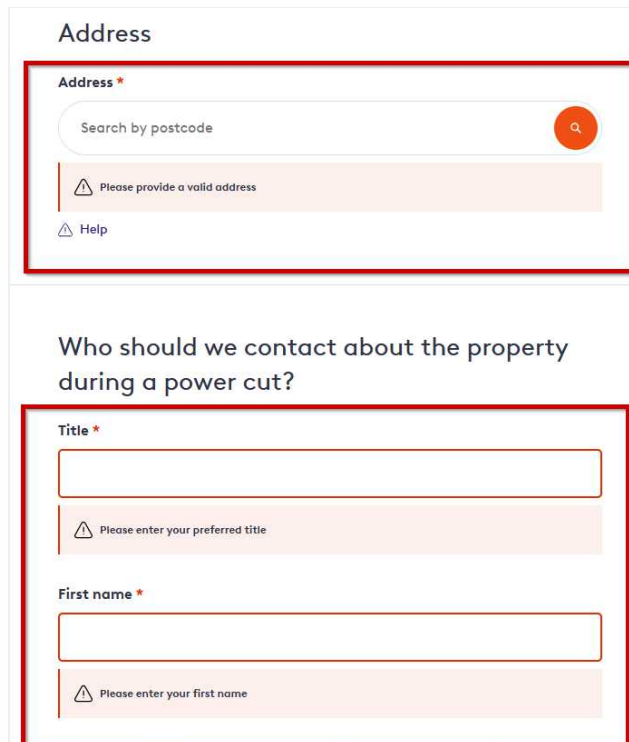 Address
Address *
Search by postcode
Please provide a valid address
Help
Who should we contact about the property
during a power cut?
Title *
Please enter your preferred title
First name *
Please enter your first name